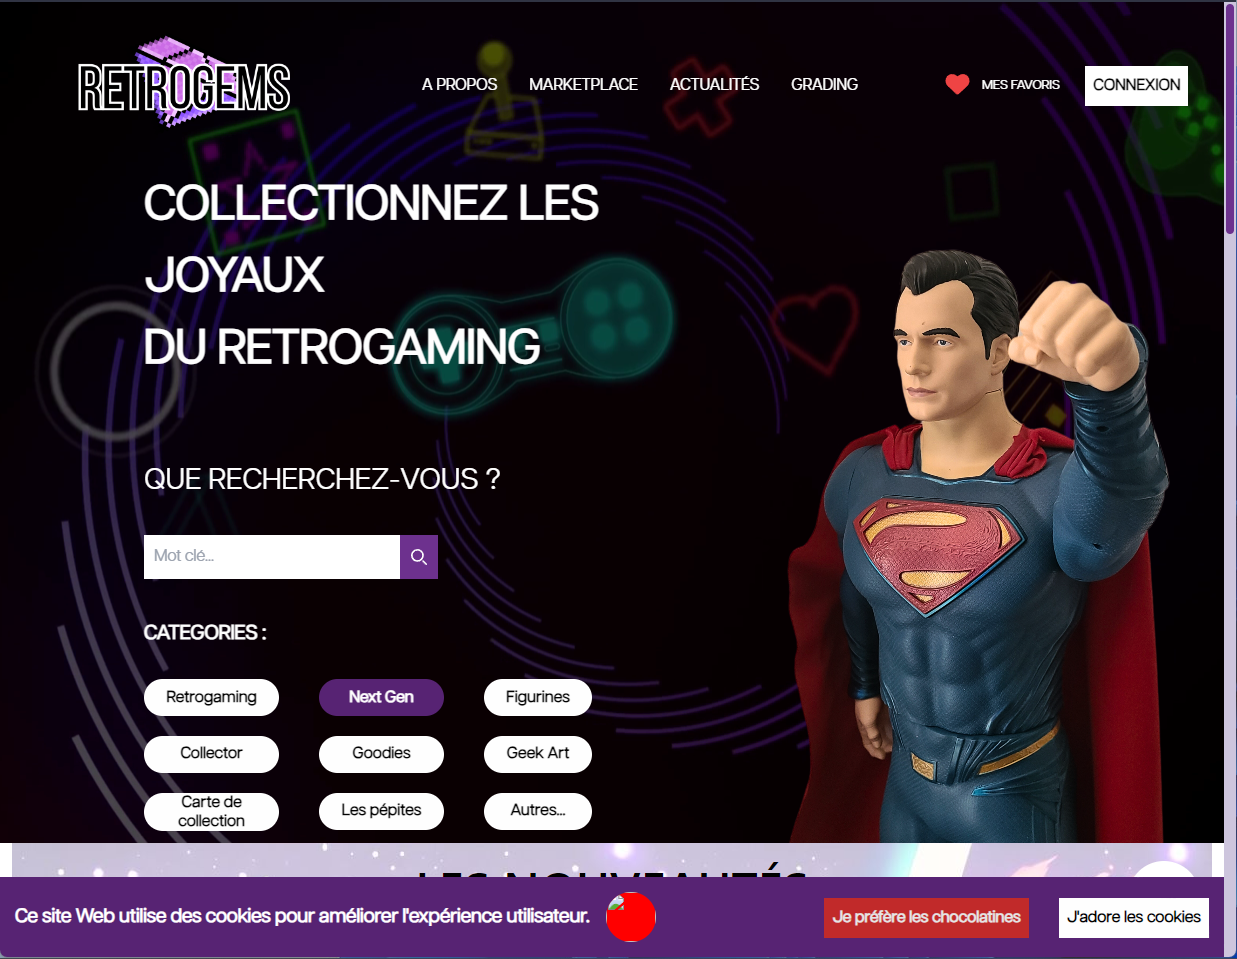 RETROGEMS
A PROPOS
MARKETPLACE
ACTUALITÉS
GRADING
MES FAVORIS
CONNEXION
COLLECTIONNEZ LES
JOYAUX
DU RETROGAMING
QUE RECHERCHEZ-VOUS ?
Mot clé...
CATEGORIES :
Retrogaming
Next Gen
Figurines
Collector
Goodies
Geek Art
Carte de
collection
Les pépites
Autres...
LES NOUVEAUTÉS
Ce site Web utilise des cookies pour améliorer l'expérience utilisateur.
Je préfère les chocolatines
J'adore les cookies